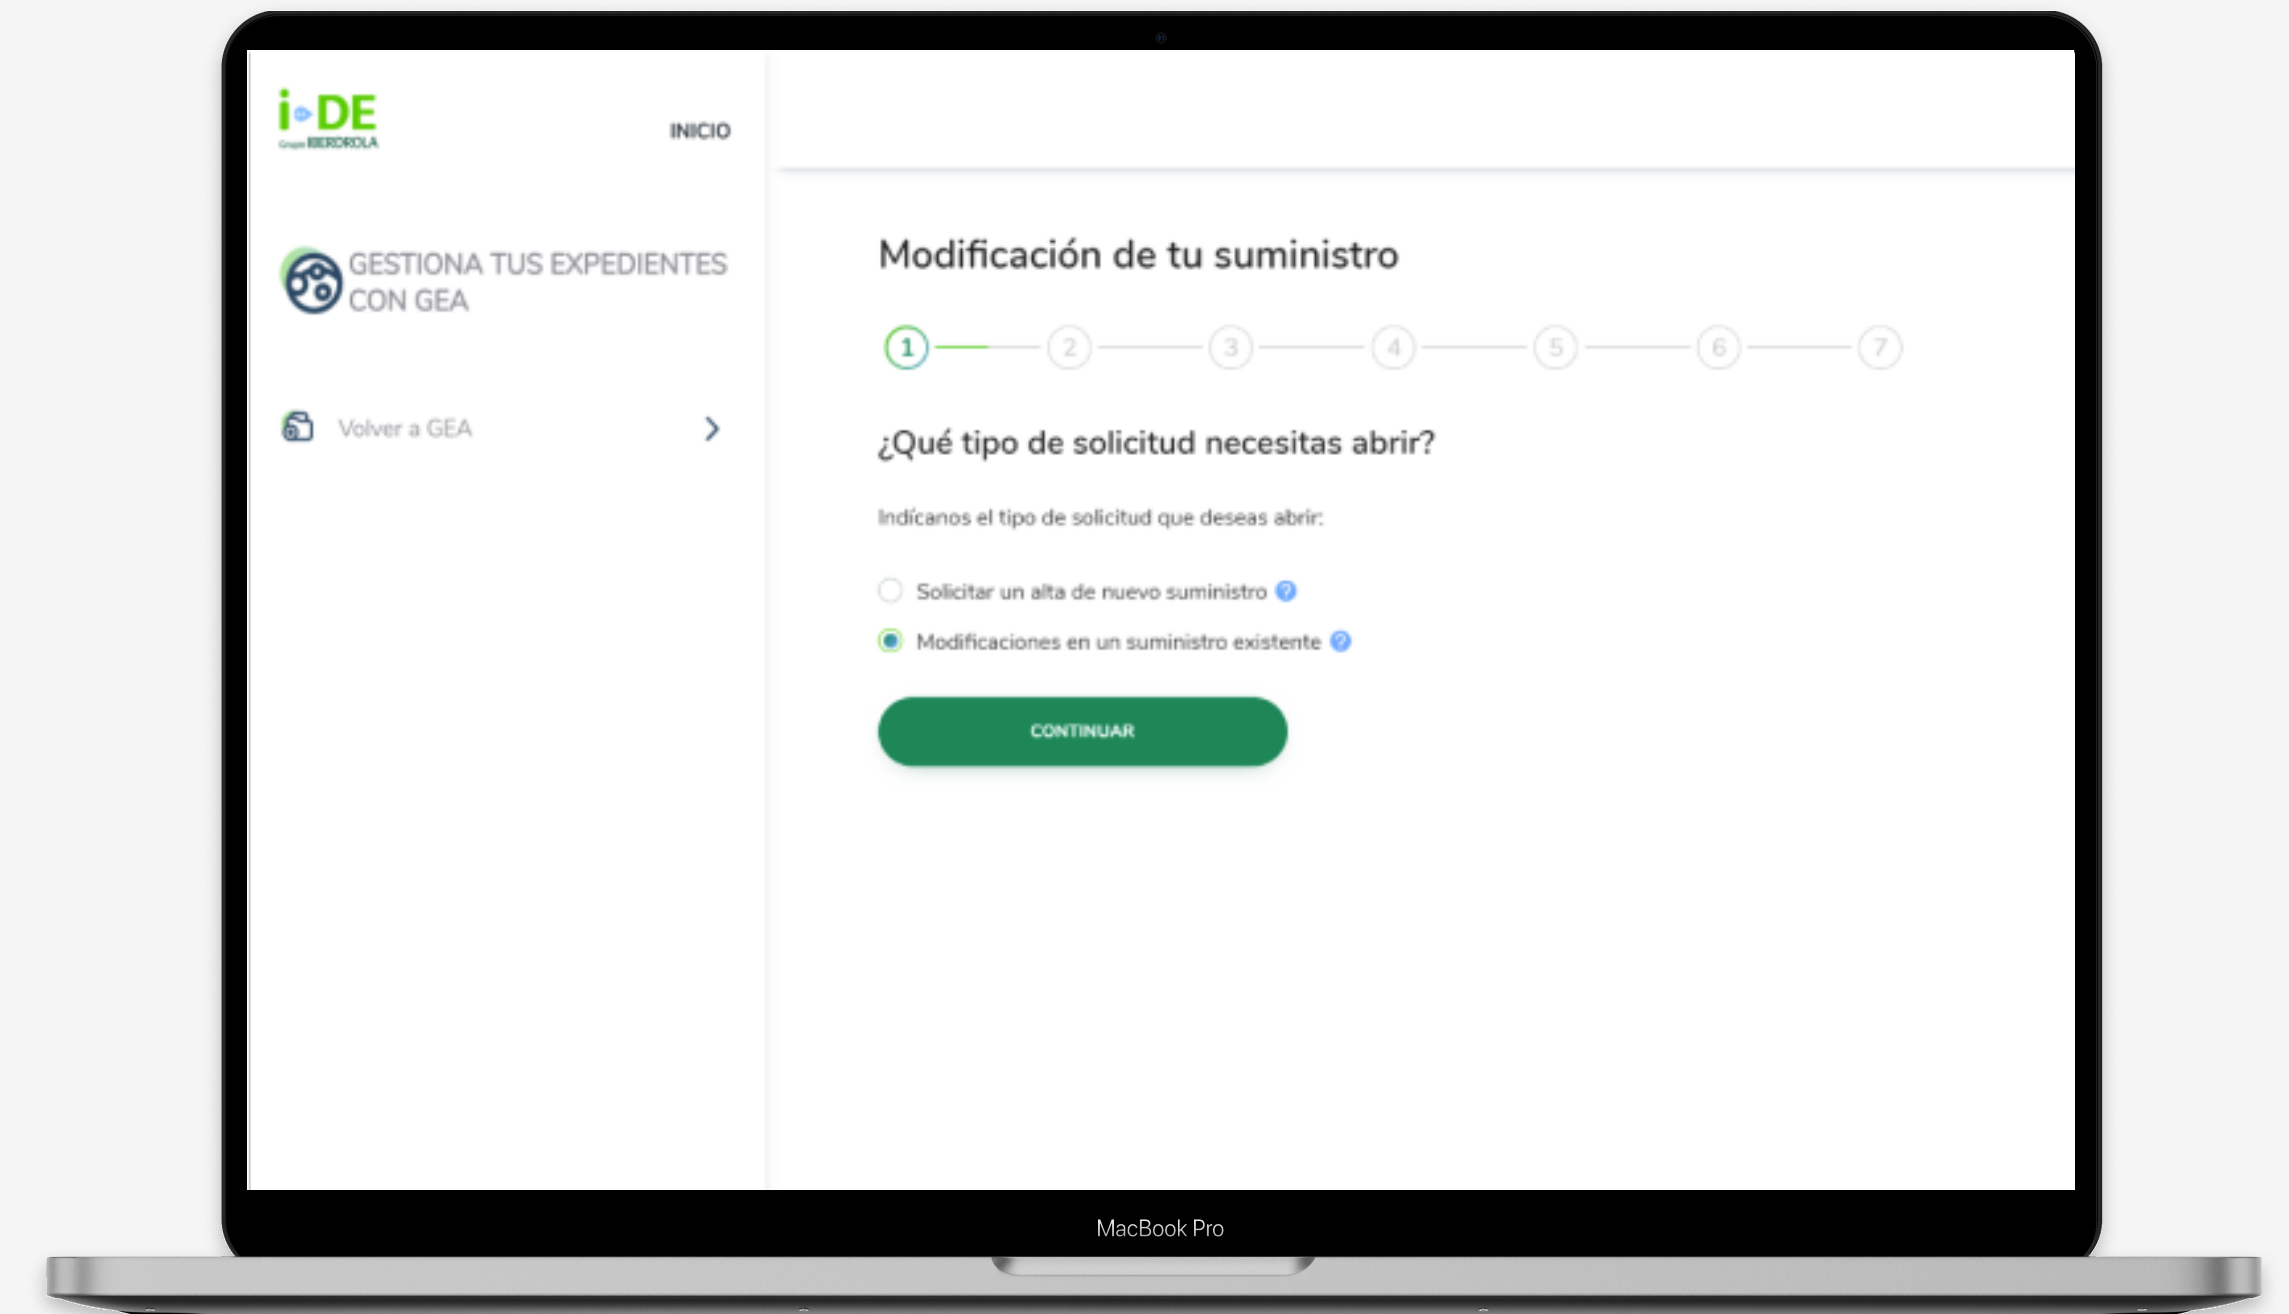 i DE
Grupo IBERDROLA
INICIO
GESTIONA TUS EXPEDIENTES
CON GEA
Volver a GEA
Modificación de tu suministro
1 2 3 4 5 6 7
¿Qué tipo de solicitud necesitas abrir?
Indícanos el tipo de solicitud que deseas abrir:
Solicitar un alta de nuevo suministro ?
Modificaciones en un suministro existente ?
CONTINUAR
MacBook Pro